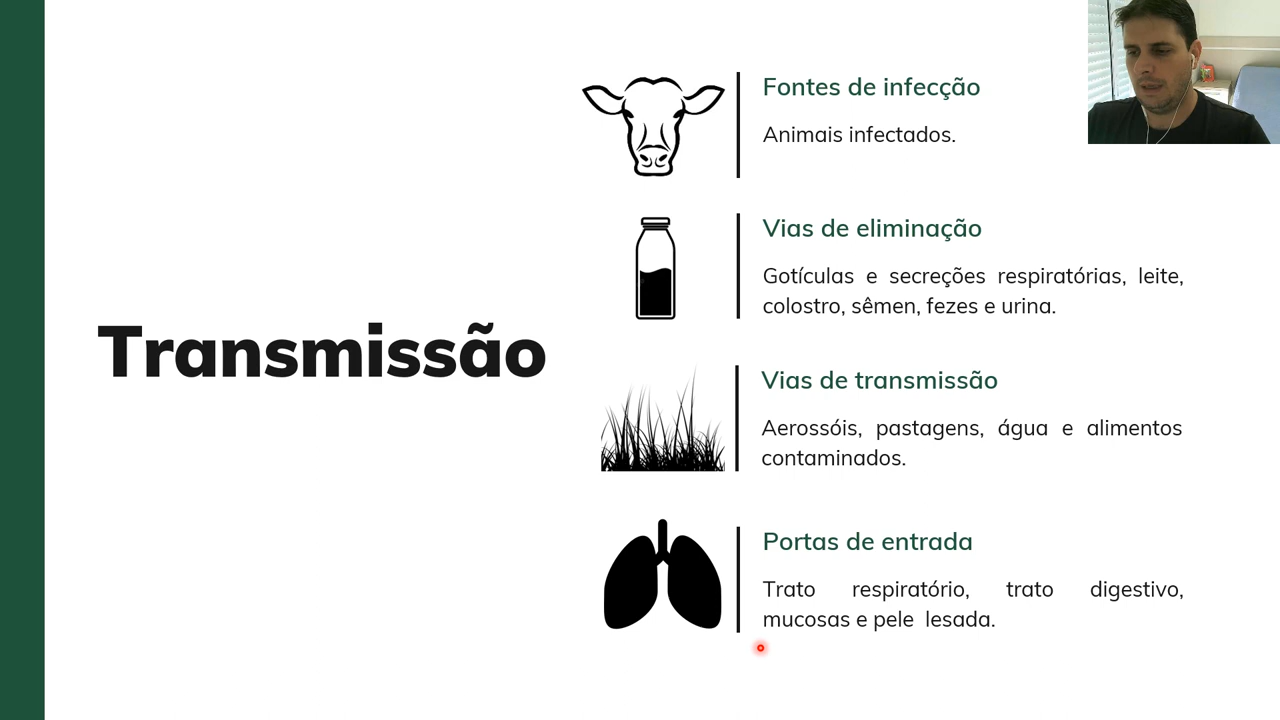 Transmissão
Fontes de infecção
Animais infectados.
Vias de eliminação
Gotículas e secreções respiratórias, leite,
colostro, sêmen, fezes e urina.
Vias de transmissão
Aerossóis, pastagens, água e alimentos
contaminados.
Portas de entrada
Trato respiratório, trato digestivo,
mucosas e pele lesada.